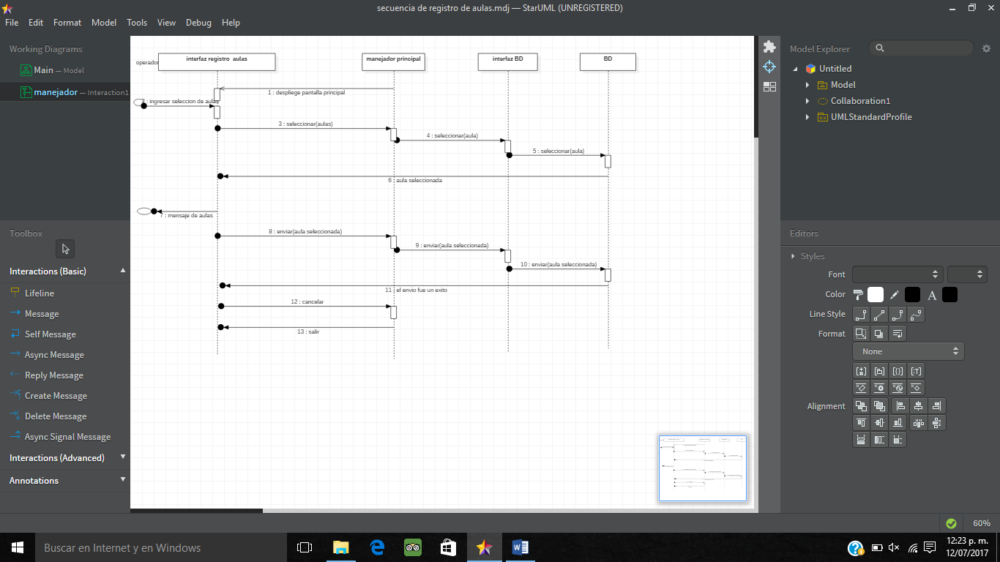 secuencia de registro de aulas.mdj — StarUML (UNREGISTERED)
File Edit Format Model Tools View Debug Help
Working Diagrams
Main — Model
manejador — Interaction1
Toolbox
Interactions (Basic)
Lifeline
Message
Self Message
Async Message
Reply Message
Create Message
Delete Message
Async Signal Message
Interactions (Advanced)
Annotations
operador
interfaz registro aulas
manejador principal
interfaz BD
BD
1 : despliege pantalla principal
2 : ingresar seleccion de aulas
3 : seleccionar(aulas)
4 : seleccionar(aula)
5 : seleccionar(aula)
6 : aula seleccionada
7 : mensaje de aulas
8 : enviar(aula seleccionada)
9 : enviar(aula seleccionada)
10 : enviar(aula seleccionada)
11 : el envio fue un exito
12 : cancelar
13 : salir
Model Explorer
Untitled
Model
Collaboration1
UMLStandardProfile
Editors
Styles
Font
Color
A
Line Style
Format
None
Alignment
60%
Buscar en Internet y en Windows
12:23 p. m.
12/07/2017